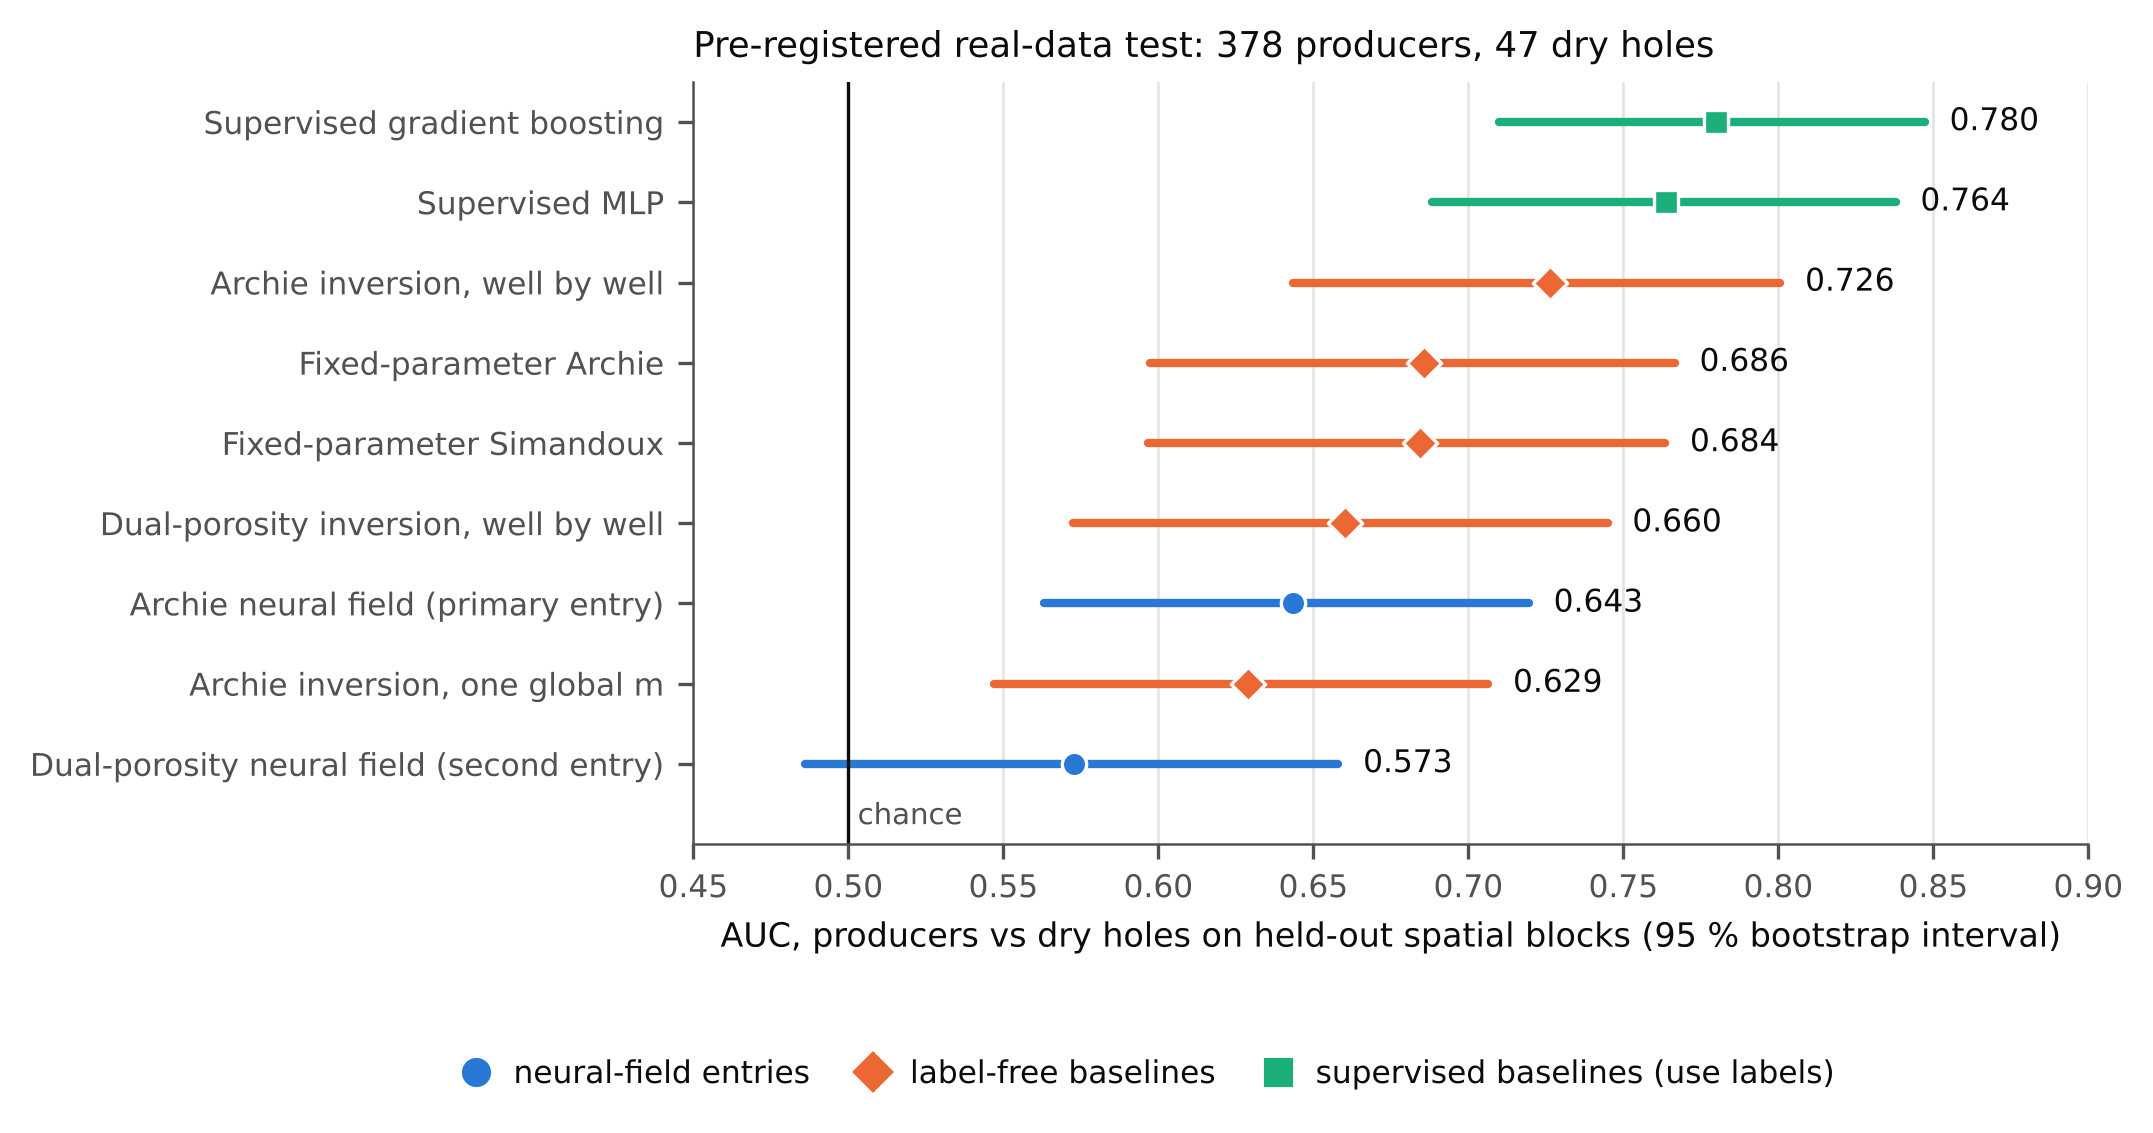 Pre-registered real-data test: 378 producers, 47 dry holes
Supervised gradient boosting 0.780
Supervised MLP 0.764
Archie inversion, well by well 0.726
Fixed-parameter Archie 0.686
Fixed-parameter Simandoux 0.684
Dual-porosity inversion, well by well 0.660
Archie neural field (primary entry) 0.643
Archie inversion, one global m 0.629
Dual-porosity neural field (second entry) 0.573
chance
0.45 0.50 0.55 0.60 0.65 0.70 0.75 0.80 0.85 0.90
AUC, producers vs dry holes on held-out spatial blocks (95 % bootstrap interval)
neural-field entries label-free baselines supervised baselines (use labels)